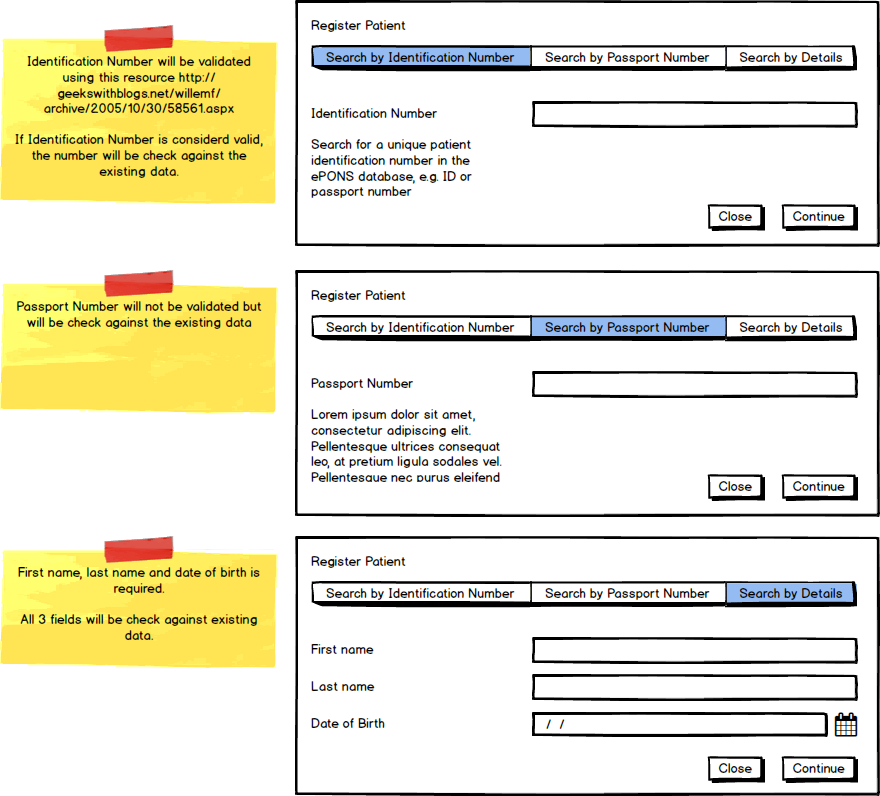 Identification Number will be validated
using this resource http://
geekswithblogs.net/willemf/
archive/2005/10/30/58561.aspx
If Identification Number is considerd valid,
the number will be check against the
existing data.
Register Patient
Search by Identification Number
Search by Passport Number
Search by Details
Identification Number
Search for a unique patient
identification number in the
ePONS database, e.g. ID or
passport number
Close
Continue
Passport Number will not be validated but
will be check against the existing data
Register Patient
Search by Identification Number
Search by Passport Number
Search by Details
Passport Number
Lorem ipsum dolor sit amet,
consectetur adipiscing elit.
Pellentesque ultrices consequat
leo, at pretium ligula sodales vel.
Pellentesque nec purus eleifend
Close
Continue
First name, last name and date of birth is
required.
All 3 fields will be check against existing
data.
Register Patient
Search by Identification Number
Search by Passport Number
Search by Details
First name
Last name
Date of Birth
/ /
Close
Continue